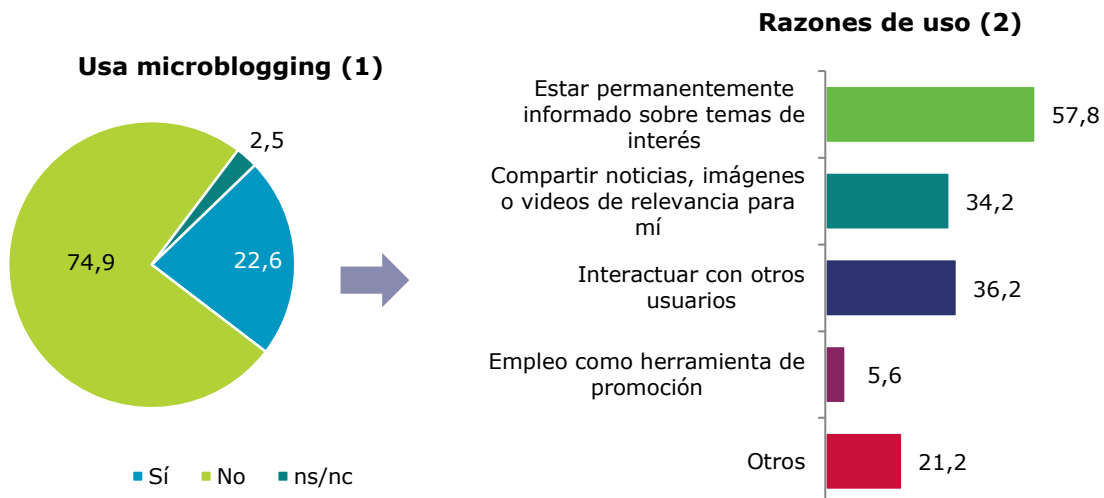 Usa microblogging (1)
2,5
74,9
22,6
Sí No ns/nc
Razones de uso (2)
Estar permanentemente
informado sobre temas de
interés
57,8
Compartir noticias, imágenes
o videos de relevancia para
mí
34,2
Interactuar con otros
usuarios
36,2
Empleo como herramienta de
promoción
5,6
Otros
21,2